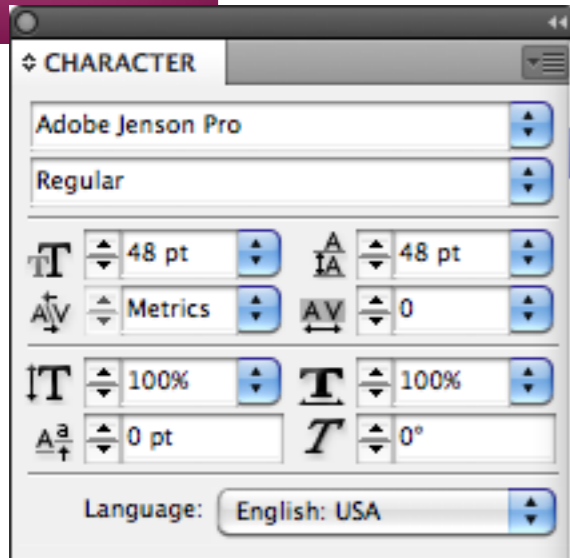 CHARACTER
Adobe Jenson Pro
Regular
48 pt 48 pt
Metrics 0
100% 100%
0 pt 0°
Language: English: USA